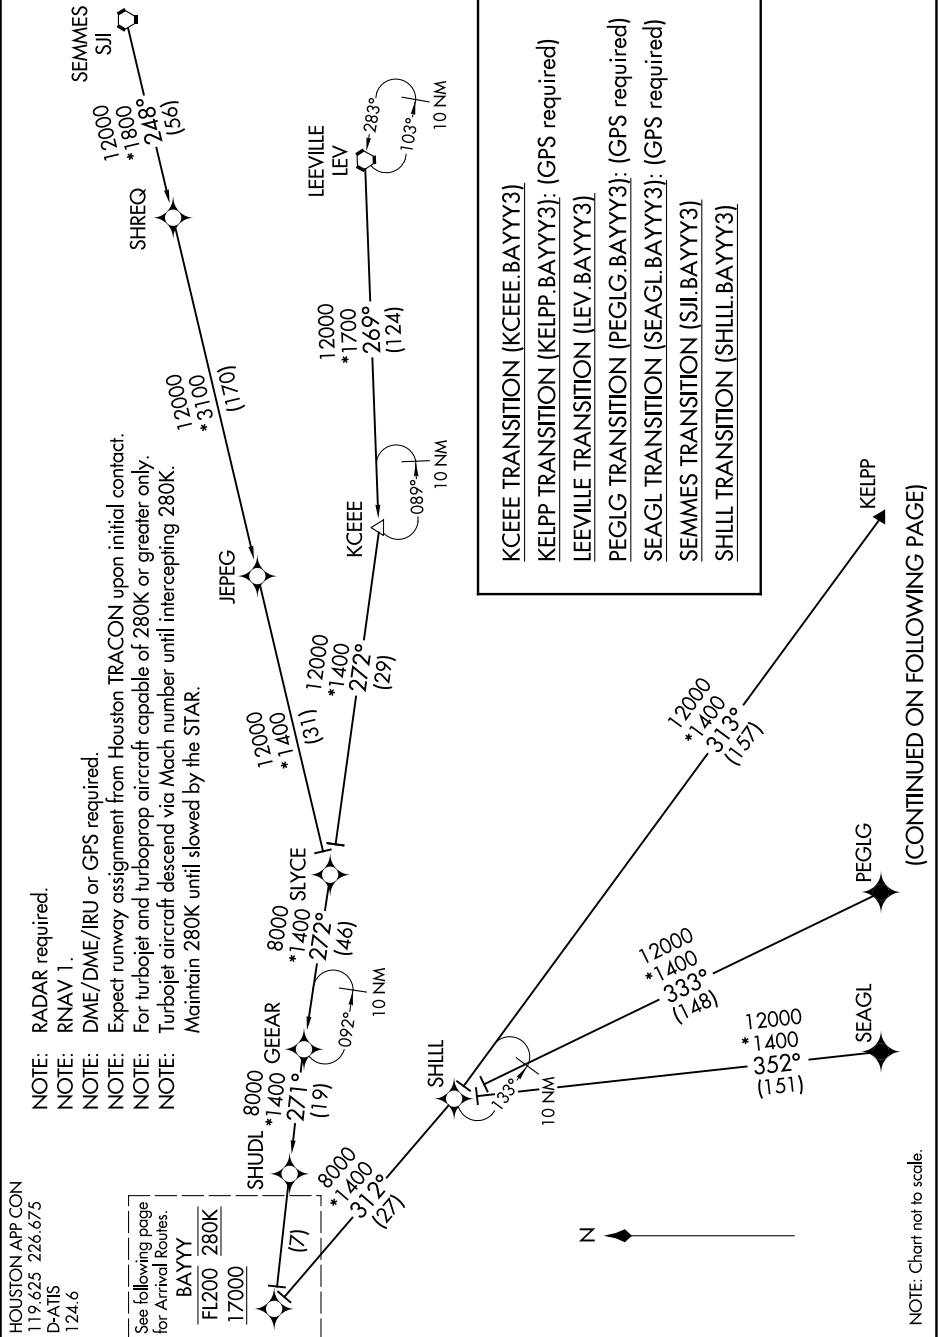 HOUSTON APP CON
119.625 226.675
D-ATIS
124.6
NOTE: RADAR required.
NOTE: RNAV 1.
NOTE: DME/DME/IRU or GPS required.
NOTE: Expect runway assignment from Houston TRACON upon initial contact.
NOTE: For turbojet and turboprop aircraft capable of 280K or greater only.
NOTE: Turbojet aircraft descend via Mach number until intercepting 280K.
Maintain 280K until slowed by the STAR.
See following page
for Arrival Routes.
BAYYY
FL200 280K
17000
(7)
SHUDL
8000
*1400
271°
(19)
GEEAR
092°
10 NM
8000
*1400
272°
(46)
SLYCE
12000
*1400
(31)
JEPEG
12000
*3100
(170)
SHREQ
12000
*1800
248°
(56)
SEMMES
SJI
12000
*1400
272°
(29)
KCEEE
089°
10 NM
12000
*1700
269°
(124)
LEEVILLE
LEV
283°
103°
10 NM
8000
*1400
312°
(27)
SHLLL
133°
10 NM
12000
*1400
352°
(151)
SEAGL
12000
*1400
333°
(148)
PEGLG
12000
*1400
313°
(157)
KELPP
KCEEE TRANSITION (KCEEE.BAYYY3)
KELPP TRANSITION (KELPP.BAYYY3): (GPS required)
LEEVILLE TRANSITION (LEV.BAYYY3)
PEGLG TRANSITION (PEGLG.BAYYY3): (GPS required)
SEAGL TRANSITION (SEAGL.BAYYY3): (GPS required)
SEMMES TRANSITION (SJI.BAYYY3)
SHLLL TRANSITION (SHLLL.BAYYY3)
N
(CONTINUED ON FOLLOWING PAGE)
NOTE: Chart not to scale.